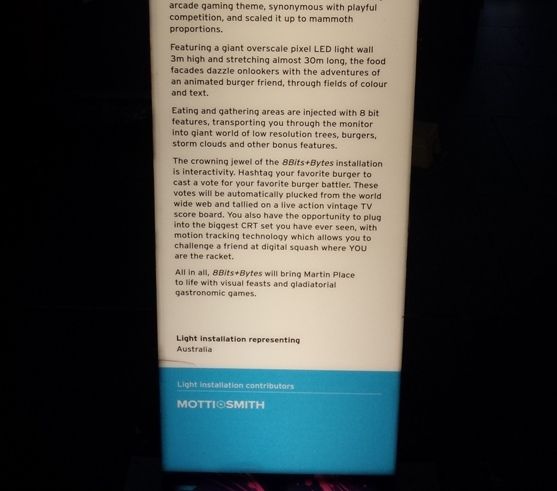 arcade gaming theme, synonymous with playful
competition, and scaled it up to mammoth
proportions.
Featuring a giant overscale pixel LED light wall
3m high and stretching almost 30m long, the food
facades dazzle onlookers with the adventures of
an animated burger friend, through fields of colour
and text.
Eating and gathering areas are injected with 8 bit
features, transporting you through the monitor
into giant world of low resolution trees, burgers,
storm clouds and other bonus features.
The crowning jewel of the 8Bits+Bytes installation
is interactivity. Hashtag your favorite burger to
cast a vote for your favorite burger battler. These
votes will be automatically plucked from the world
wide web and tallied on a live action vintage TV
score board. You also have the opportunity to plug
into the biggest CRT set you have ever seen, with
motion tracking technology which allows you to
challenge a friend at digital squash where YOU
are the racket.
All in all, 8Bits+Bytes will bring Martin Place
to life with visual feasts and gladiatorial
gastronomic games.
Light installation representing
Australia
Light installation contributors
MOTTI SMITH